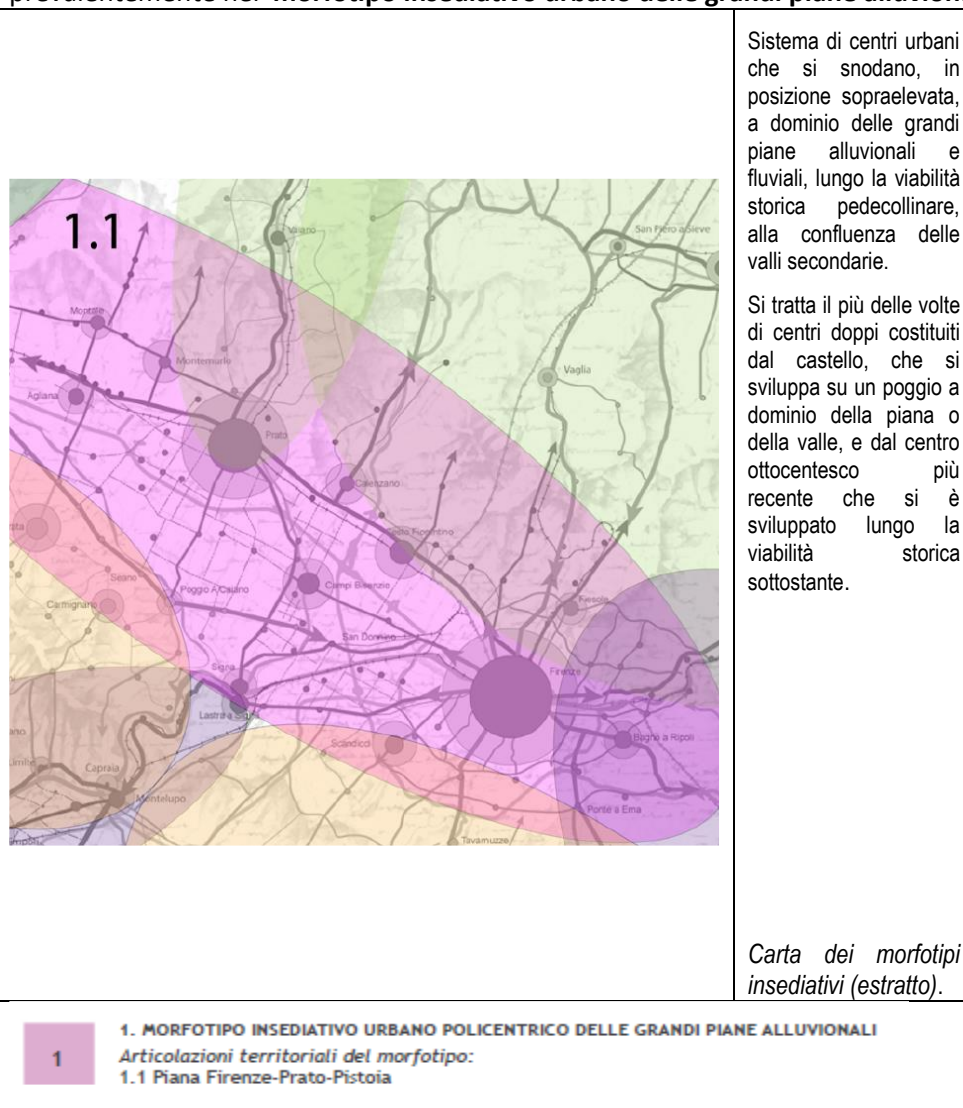 prevalentemente nel morfotipo insediativo urbano delle grandi piane alluvion
Sistema di centri urbani
che si snodano, in
posizione sopraelevata,
a dominio delle grandi
piane alluvionali e
fluviali, lungo la viabilità
storica pedecollinare,
alla confluenza delle
valli secondarie.
Si tratta il più delle volte
di centri doppi costituiti
dal castello, che si
sviluppa su un poggio a
dominio della piana o
della valle, e dal centro
ottocentesco più
recente che si è
sviluppato lungo la
viabilità storica
sottostante.
1.1
Vaiano
San Piero a Sieve
Montale
Montemurlo
Vaglia
Agliana
Prato
Calenzano
Sesto Fiorentino
Seano
Poggio A Caiano
Campi Bisenzio
Carmignano
Fiesole
San Donnino
Signa
Firenze
Lastra a Signa
Scandicci
Bagno a Ripoli
Capraia
Montelupo
Ponte a Ema
Tavarnuzze
Carta dei morfotipi
insediativi (estratto).
1
1. MORFOTIPO INSEDIATIVO URBANO POLICENTRICO DELLE GRANDI PIANE ALLUVIONALI
Articolazioni territoriali del morfotipo:
1.1 Piana Firenze-Prato-Pistoia